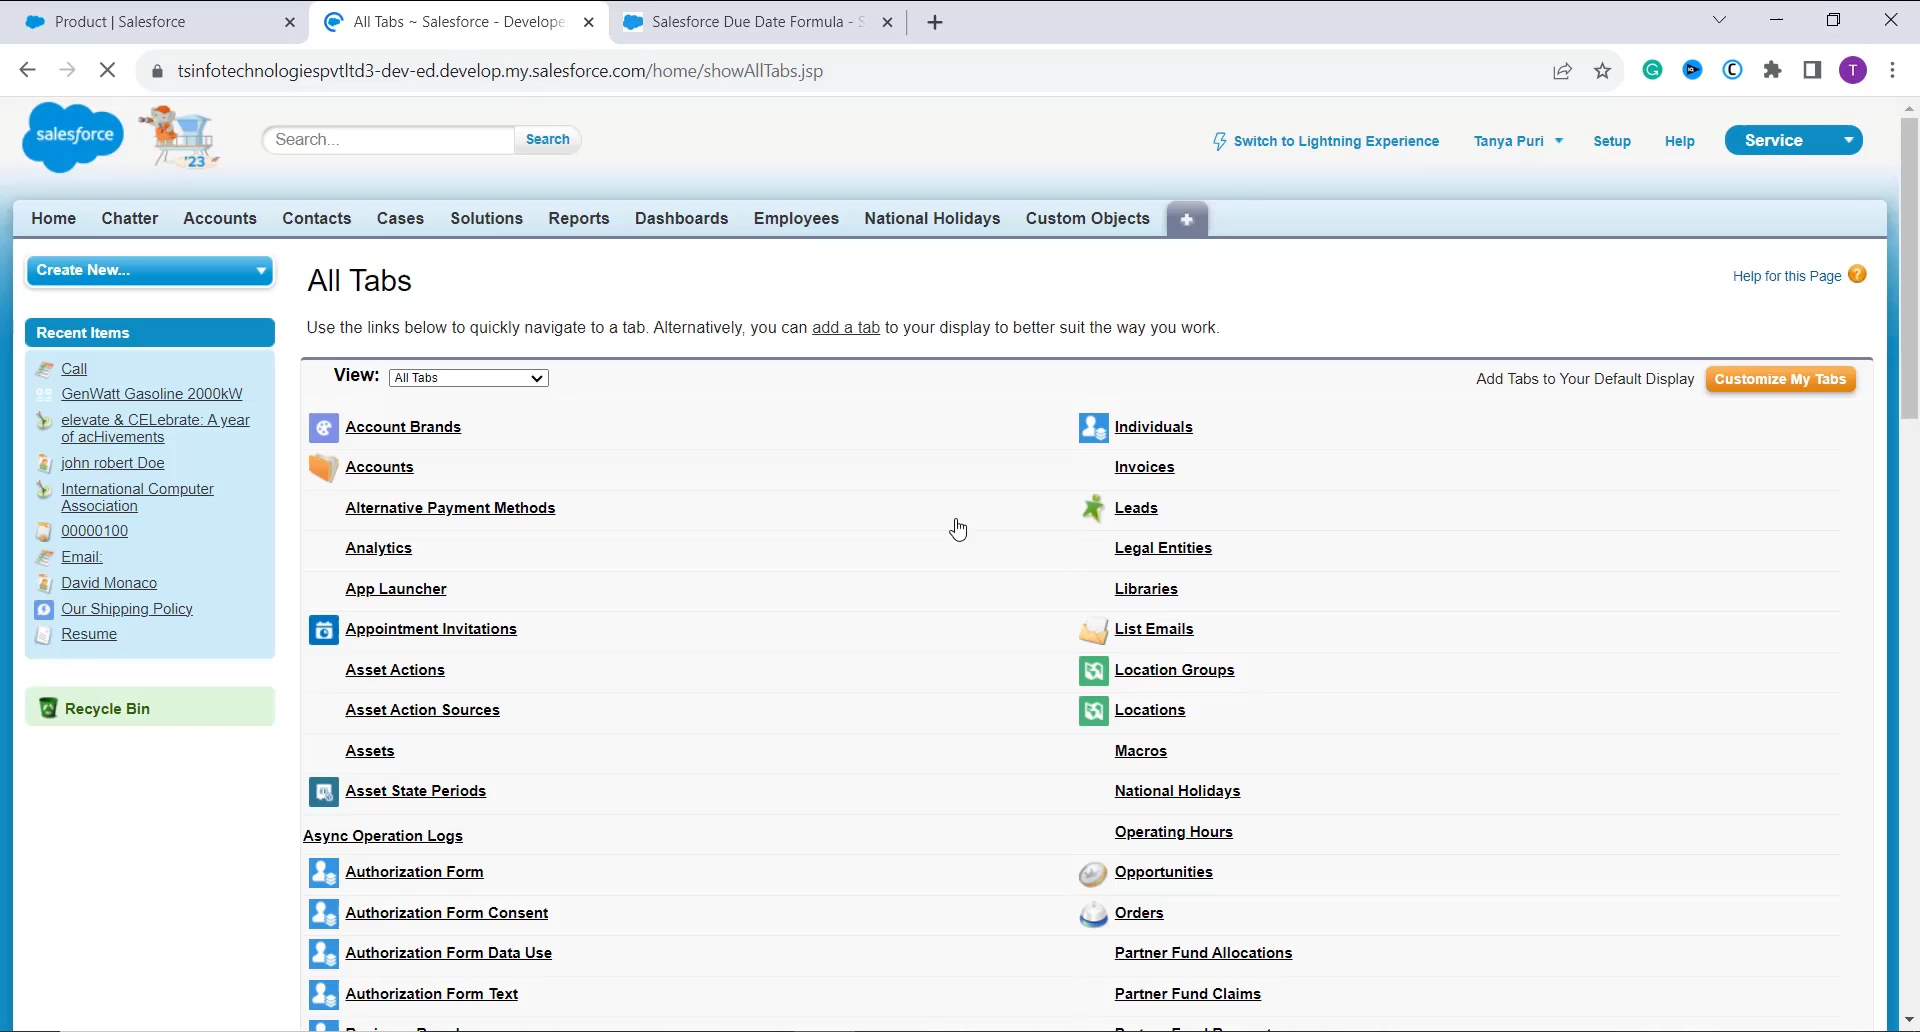 Product | Salesforce
All Tabs ~ Salesforce - Develope
Salesforce Due Date Formula - S
tsinfotechnologiespvtltd3-dev-ed.develop.my.salesforce.com/home/showAllTabs.jsp
T
salesforce
'23
Search...
Search
Switch to Lightning Experience
Tanya Puri
Setup
Help
Service
Home
Chatter
Accounts
Contacts
Cases
Solutions
Reports
Dashboards
Employees
National Holidays
Custom Objects
Create New...
All Tabs
Help for this Page
Use the links below to quickly navigate to a tab. Alternatively, you can add a tab to your display to better suit the way you work.
Recent Items
Call
GenWatt Gasoline 2000kW
elevate & CELebrate: A year
of acHivements
john robert Doe
International Computer
Association
00000100
Email:
David Monaco
Our Shipping Policy
Resume
Recycle Bin
View:
All Tabs
Add Tabs to Your Default Display
Customize My Tabs
Account Brands
Accounts
Alternative Payment Methods
Analytics
App Launcher
Appointment Invitations
Asset Actions
Asset Action Sources
Assets
Asset State Periods
Async Operation Logs
Authorization Form
Authorization Form Consent
Authorization Form Data Use
Authorization Form Text
Individuals
Invoices
Leads
Legal Entities
Libraries
List Emails
Location Groups
Locations
Macros
National Holidays
Operating Hours
Opportunities
Orders
Partner Fund Allocations
Partner Fund Claims